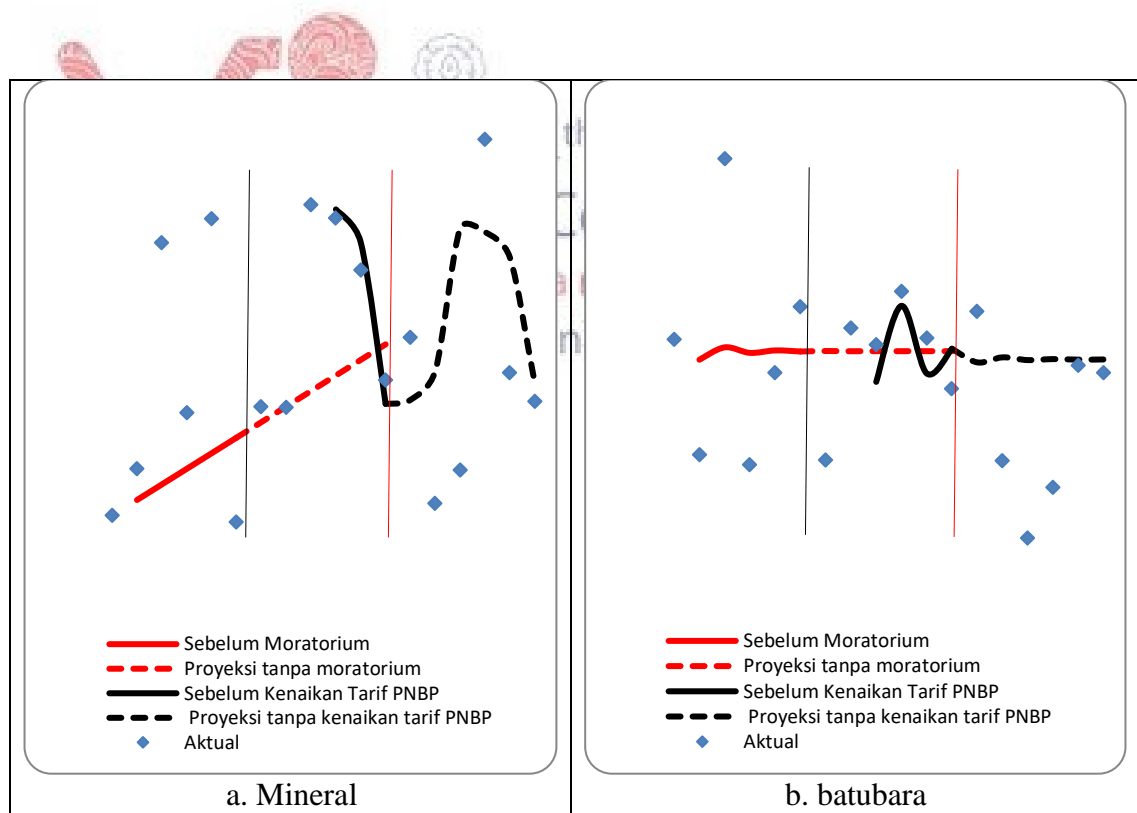 Sebelum Moratorium
Proyeksi tanpa moratorium
Sebelum Kenaikan Tarif PNBP
Proyeksi tanpa kenaikan tarif PNBP
Aktual
a. Mineral
Sebelum Moratorium
Proyeksi tanpa moratorium
Sebelum Kenaikan Tarif PNBP
Proyeksi tanpa kenaikan tarif PNBP
Aktual
b. batubara